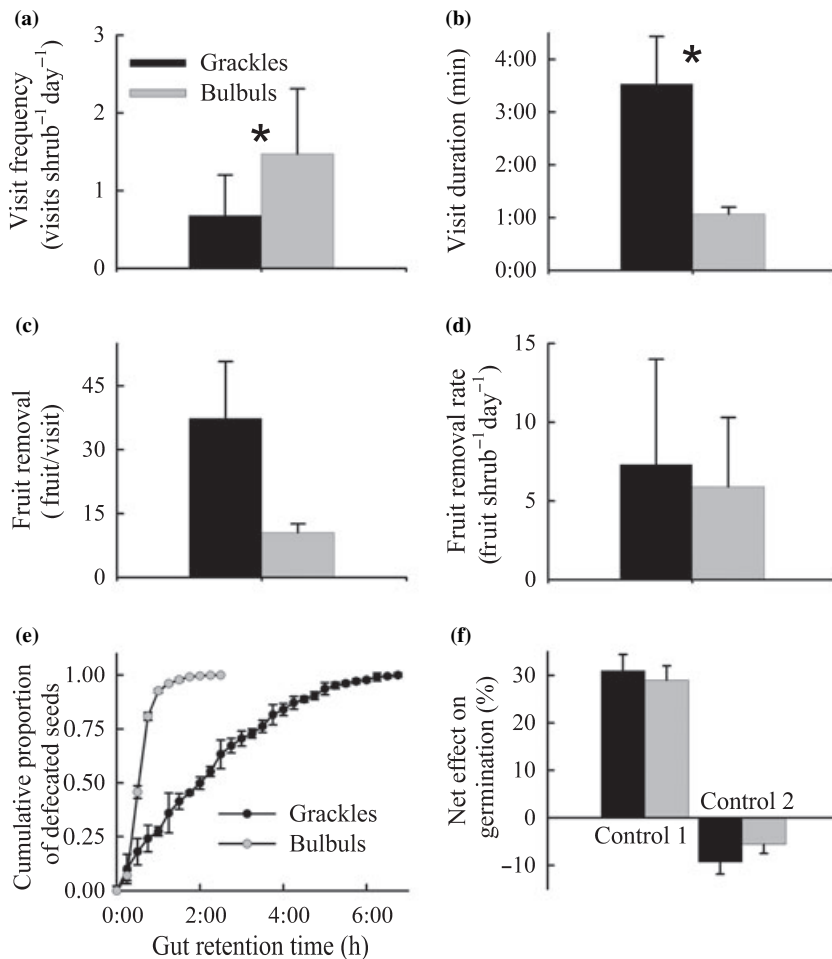 (a)
3
2
1
0
Visit frequency
(visits shrub⁻¹ day⁻¹)
Grackles
Bulbuls
*
(b)
4:00
3:00
2:00
1:00
0:00
Visit duration (min)
*
(c)
45
30
15
0
Fruit removal
( fruit/visit)
(d)
15
10
5
0
Fruit removal rate
(fruit shrub⁻¹ day⁻¹)
(e)
1.00
0.75
0.50
0.25
0.00
Cumulative proportion
of defecated seeds
Grackles
Bulbuls
0:00 2:00 4:00 6:00
Gut retention time (h)
(f)
30
20
10
0
−10
Net effect on
germination (%)
Control 1
Control 2